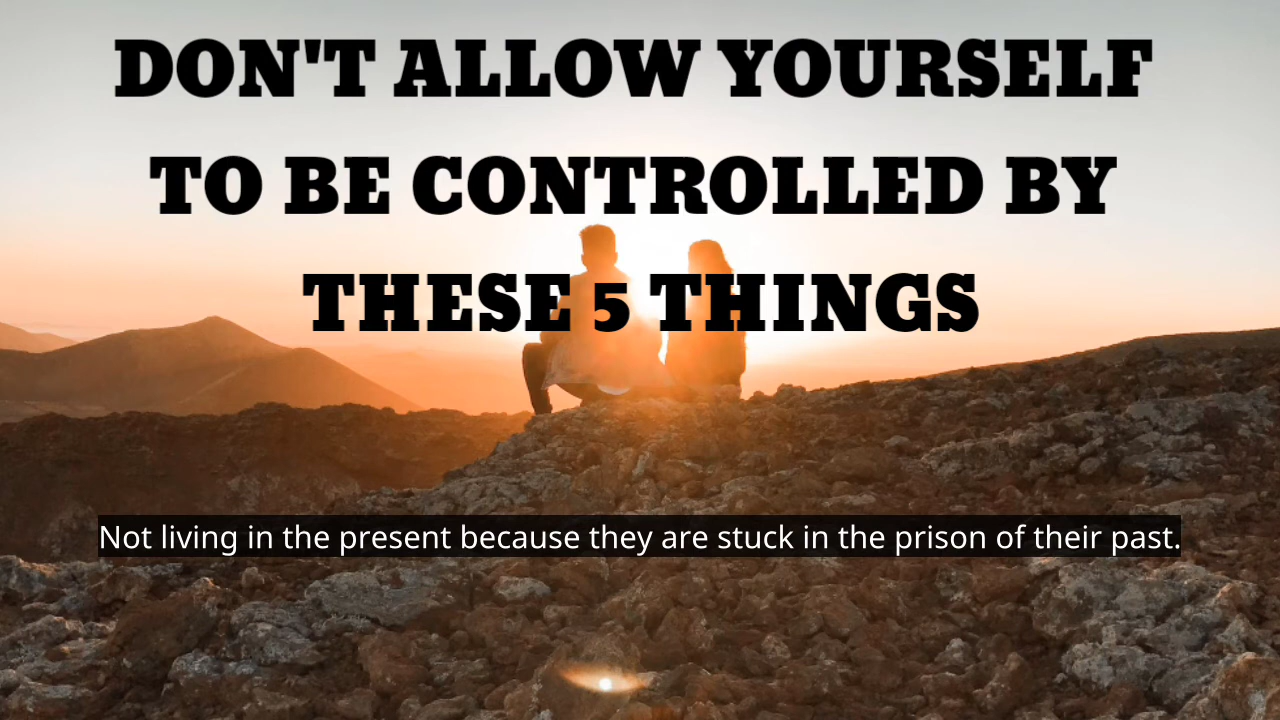 DON'T ALLOW YOURSELF
TO BE CONTROLLED BY
THESE 5 THINGS
Not living in the present because they are stuck in the prison of their past.